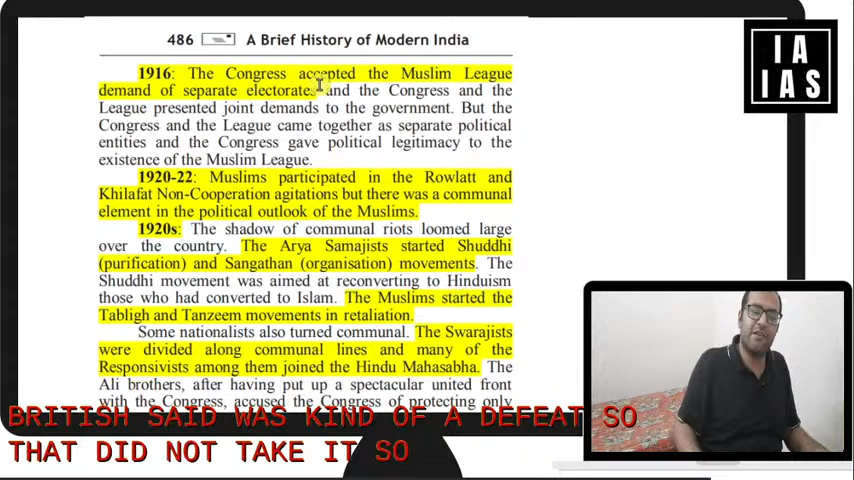 486 A Brief History of Modern India
1916: The Congress accepted the Muslim League
demand of separate electorates and the Congress and the
League presented joint demands to the government. But the
Congress and the League came together as separate political
entities and the Congress gave political legitimacy to the
existence of the Muslim League.
1920-22: Muslims participated in the Rowlatt and
Khilafat Non-Cooperation agitations but there was a communal
element in the political outlook of the Muslims.
1920s: The shadow of communal riots loomed large
over the country. The Arya Samajists started Shuddhi
(purification) and Sangathan (organisation) movements. The
Shuddhi movement was aimed at reconverting to Hinduism
those who had converted to Islam. The Muslims started the
Tabligh and Tanzeem movements in retaliation.
Some nationalists also turned communal. The Swarajists
were divided along communal lines and many of the
Responsivists among them joined the Hindu Mahasabha. The
Ali brothers, after having put up a spectacular united front
with the Congress, accused the Congress of protecting only
IA
IAS
BRITISH SAID WAS KIND OF A DEFEAT SO
THAT DID NOT TAKE IT SO